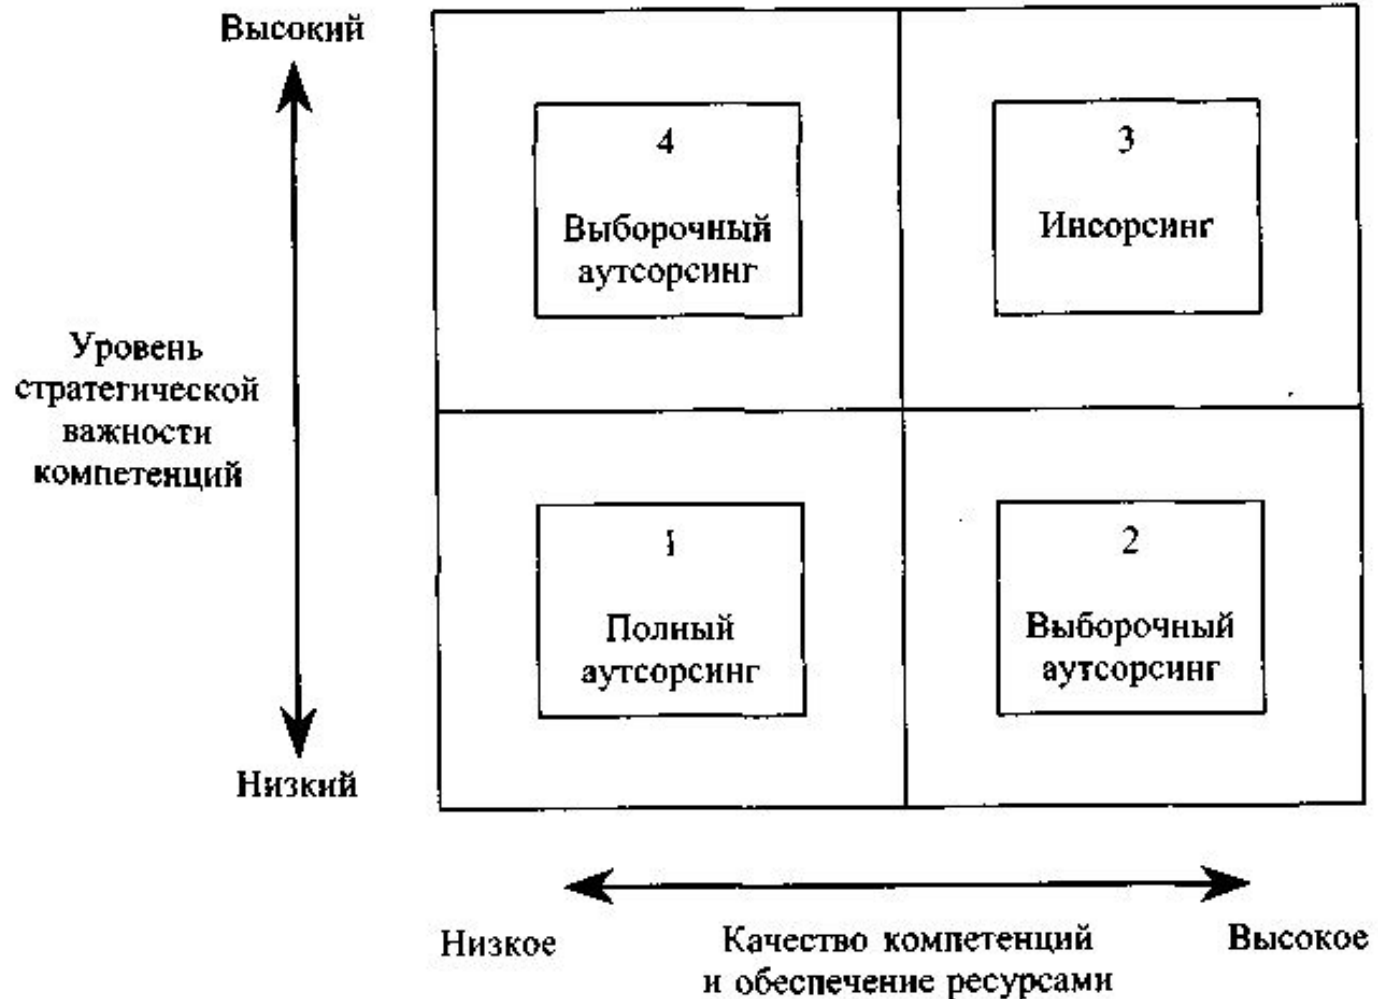 Высокий
4
Выборочный
аутсорсинг
3
Инсорсинг
Уровень
стратегической
важности
компетенций
1
Полный
аутсорсинг
2
Выборочный
аутсорсинг
Низкий
Низкое
Качество компетенций
и обеспечение ресурсами
Высокое